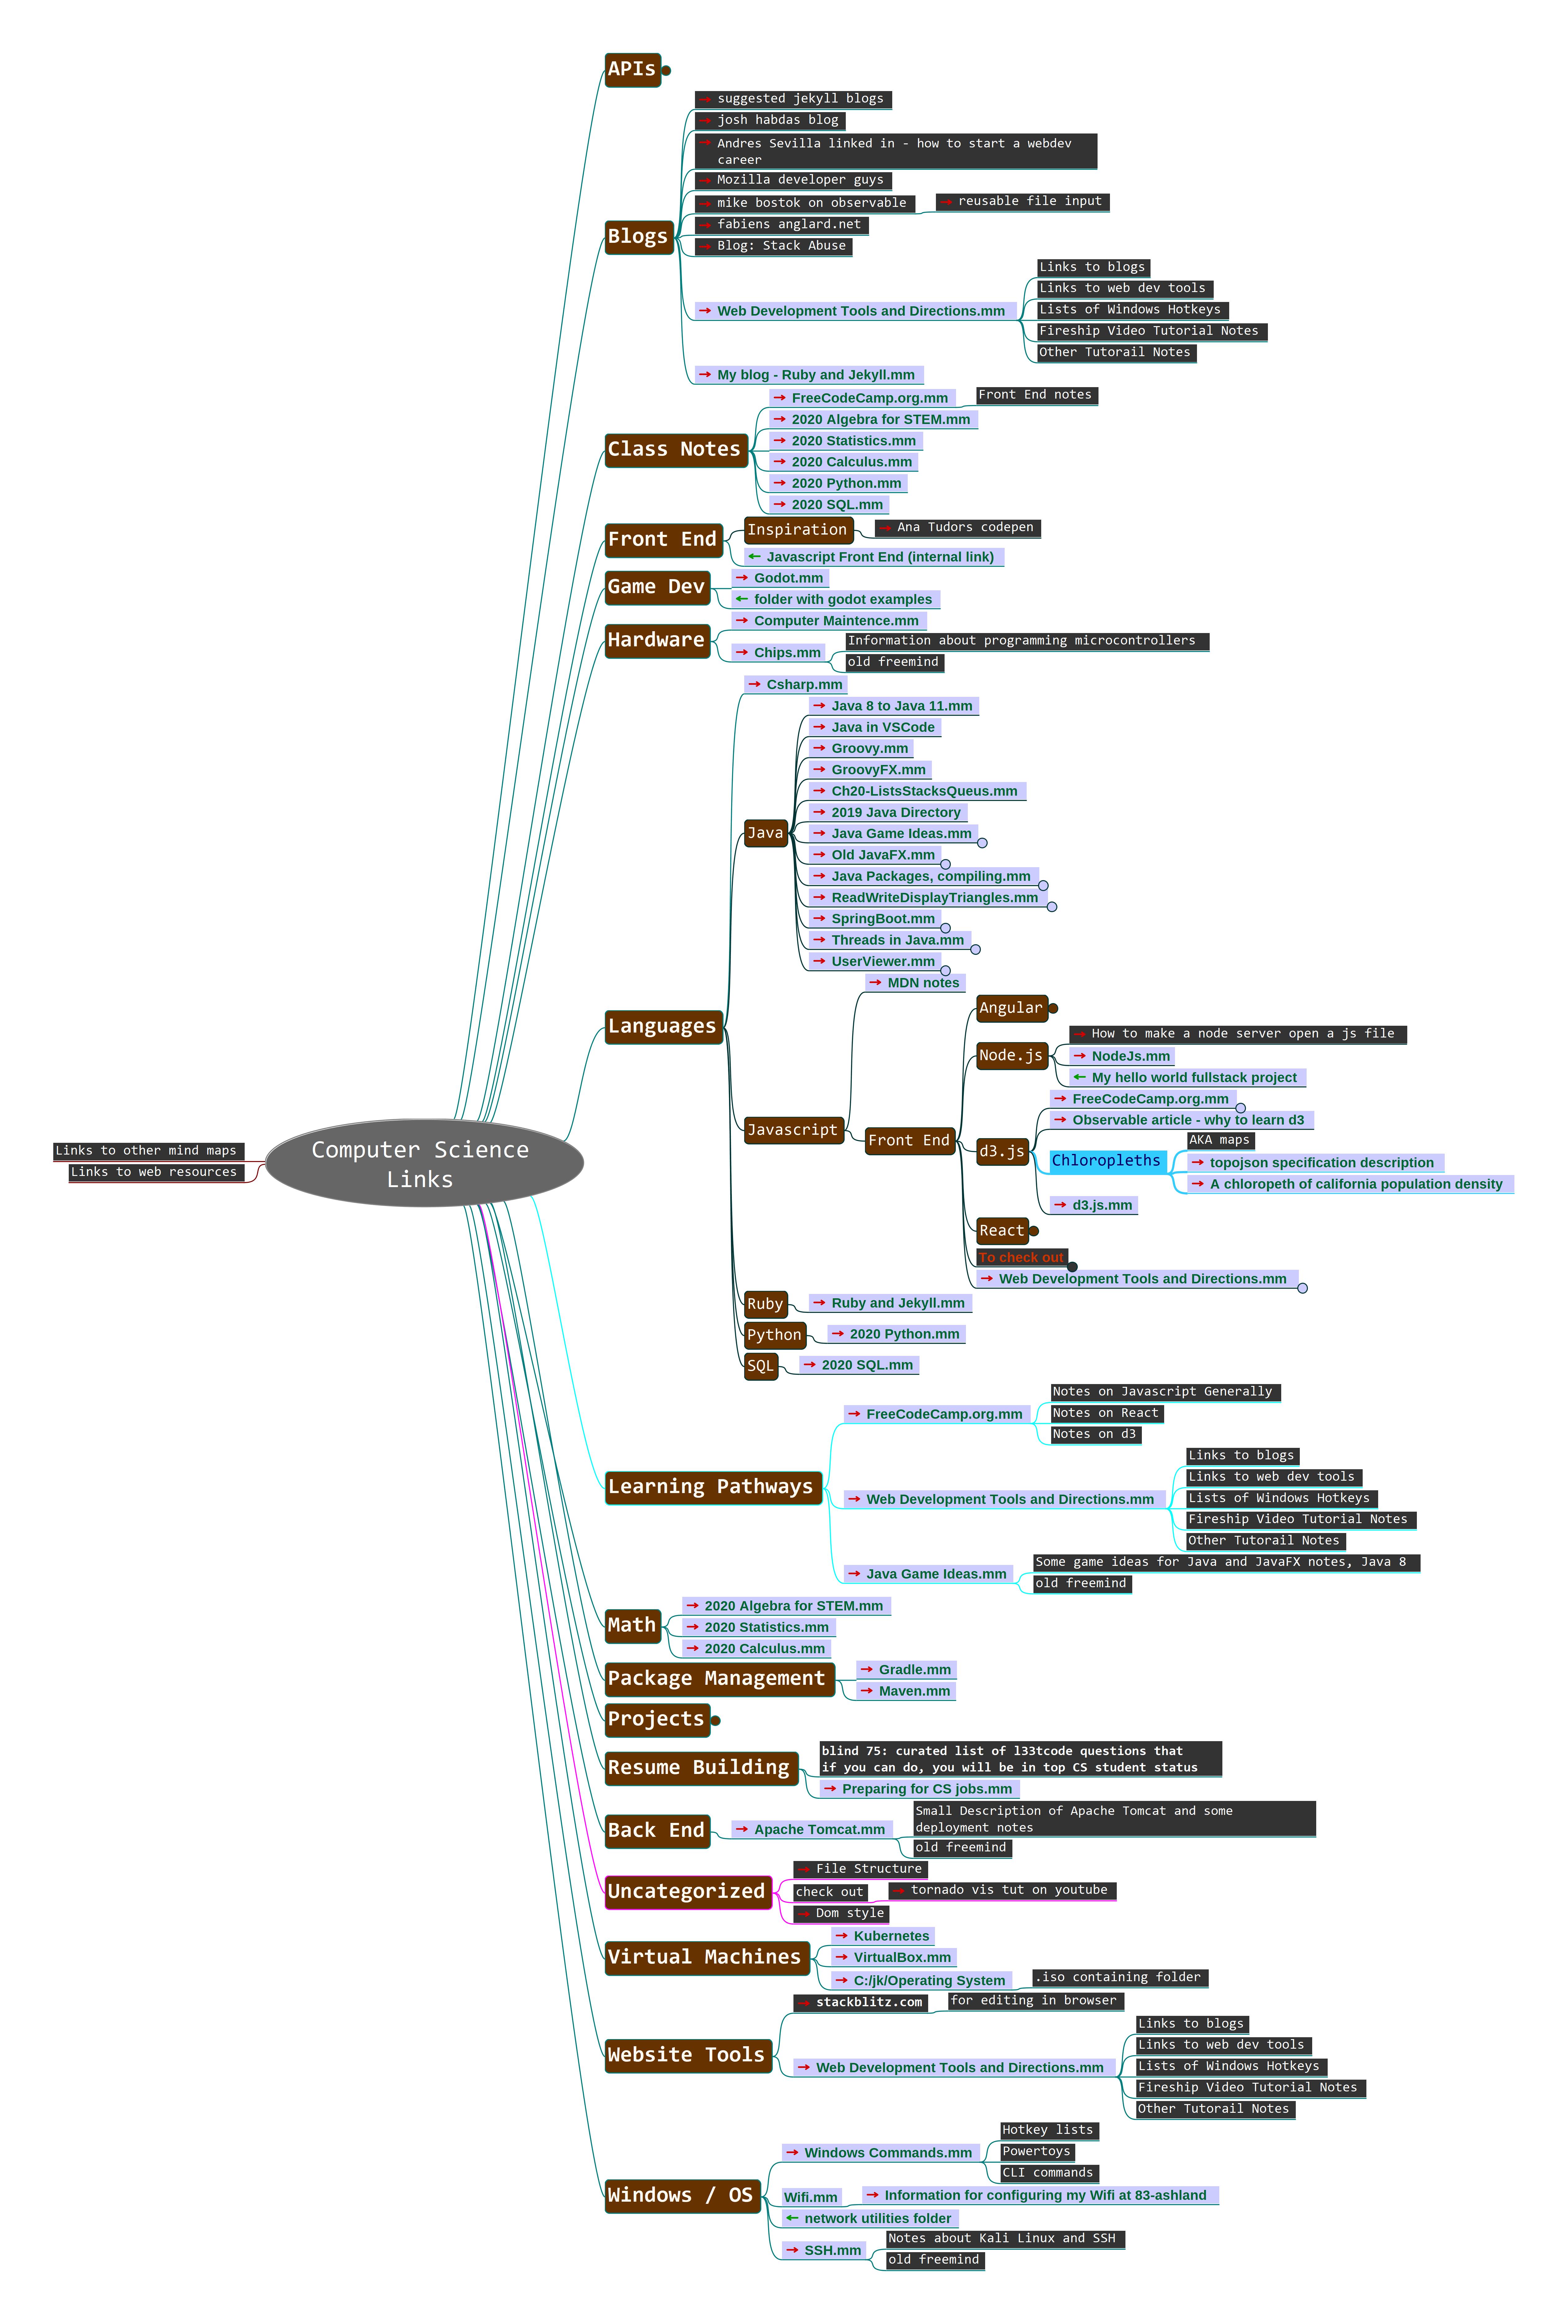 APIs
Blogs
suggested jekyll blogs
josh habdas blog
Andres Sevilla linked in - how to start a webdev
career
Mozilla developer guys
mike bostok on observable
reusable file input
fabiens anglard.net
Blog: Stack Abuse
Web Development Tools and Directions.mm
Links to blogs
Links to web dev tools
Lists of Windows Hotkeys
Fireship Video Tutorial Notes
Other Tutorail Notes
My blog - Ruby and Jekyll.mm
Class Notes
FreeCodeCamp.org.mm
Front End notes
2020 Algebra for STEM.mm
2020 Statistics.mm
2020 Calculus.mm
2020 Python.mm
2020 SQL.mm
Front End
Inspiration
Ana Tudors codepen
Javascript Front End (internal link)
Game Dev
Godot.mm
folder with godot examples
Hardware
Computer Maintence.mm
Chips.mm
Information about programming microcontrollers
old freemind
Languages
Csharp.mm
Java
Java 8 to Java 11.mm
Java in VSCode
Groovy.mm
GroovyFX.mm
Ch20-ListsStacksQueus.mm
2019 Java Directory
Java Game Ideas.mm
Old JavaFX.mm
Java Packages, compiling.mm
ReadWriteDisplayTriangles.mm
SpringBoot.mm
Threads in Java.mm
UserViewer.mm
Javascript
MDN notes
Front End
Angular
Node.js
How to make a node server open a js file
NodeJs.mm
My hello world fullstack project
d3.js
FreeCodeCamp.org.mm
Observable article - why to learn d3
Chloropleths
AKA maps
topojson specification description
A chloropeth of california population density
d3.js.mm
React
To check out
Web Development Tools and Directions.mm
Ruby
Ruby and Jekyll.mm
Python
2020 Python.mm
SQL
2020 SQL.mm
Computer Science
Links
Links to other mind maps
Links to web resources
Learning Pathways
FreeCodeCamp.org.mm
Notes on Javascript Generally
Notes on React
Notes on d3
Web Development Tools and Directions.mm
Links to blogs
Links to web dev tools
Lists of Windows Hotkeys
Fireship Video Tutorial Notes
Other Tutorail Notes
Java Game Ideas.mm
Some game ideas for Java and JavaFX notes, Java 8
old freemind
Math
2020 Algebra for STEM.mm
2020 Statistics.mm
2020 Calculus.mm
Package Management
Gradle.mm
Maven.mm
Projects
Resume Building
blind 75: curated list of l33tcode questions that
if you can do, you will be in top CS student status
Preparing for CS jobs.mm
Back End
Apache Tomcat.mm
Small Description of Apache Tomcat and some
deployment notes
old freemind
Uncategorized
File Structure
check out
tornado vis tut on youtube
Dom style
Virtual Machines
Kubernetes
VirtualBox.mm
C:/jk/Operating System
.iso containing folder
Website Tools
stackblitz.com
for editing in browser
Web Development Tools and Directions.mm
Links to blogs
Links to web dev tools
Lists of Windows Hotkeys
Fireship Video Tutorial Notes
Other Tutorail Notes
Windows / OS
Windows Commands.mm
Hotkey lists
Powertoys
CLI commands
Wifi.mm
Information for configuring my Wifi at 83-ashland
network utilities folder
SSH.mm
Notes about Kali Linux and SSH
old freemind